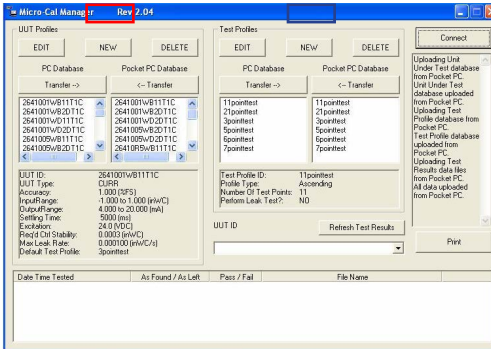 Micro-Cal Manager Rev 2.04
UUT Profiles
EDIT NEW DELETE
PC Database Pocket PC Database
Transfer --> <-- Transfer
2641001WB11T1C
2641001WB2DT1C
2641001WD11T1C
2641001WD2DT1C
2641005WB11T1C
2641005WB2DT1C
2641001WB11T1C
2641001WB2DT1C
2641001WD2DT1C
2641005WB2DT1C
2641005WD2DT1C
26410R5WB11T1C
UUT ID: 2641001WB11T1C
UUT Type: CURR
Accuracy: 1.000 (%FS)
InputRange: -1.000 to 1.000 (inWC)
OutputRange: 4.000 to 20.000 (mA)
Settling Time: 5000 (ms)
Excitation: 24.0 (VDC)
Req'd Ctrl Stability: 0.0003 (inWC)
Max Leak Rate: 0.000100 (inWC/s)
Default Test Profile: 3pointtest
Test Profiles
EDIT NEW DELETE
PC Database Pocket PC Database
Transfer --> <-- Transfer
11pointtest
21pointtest
3pointtest
5pointtest
6pointtest
7pointtest
11pointtest
21pointtest
3pointtest
5pointtest
6pointtest
7pointtest
Test Profile ID: 11pointtest
Profile Type: Ascending
Number Of Test Points: 11
Perform Leak Test?: NO
UUT ID Refresh Test Results
Connect
Uploading Unit
Under Test database
from Pocket PC.
Unit Under Test
database uploaded
from Pocket PC.
Uploading Test
Profile database from
Pocket PC.
Test Profile database
uploaded from
Pocket PC.
Uploading Test
Results data files
from Pocket PC.
All data uploaded
from Pocket PC.
Print
Date Time Tested As Found / As Left Pass / Fail File Name